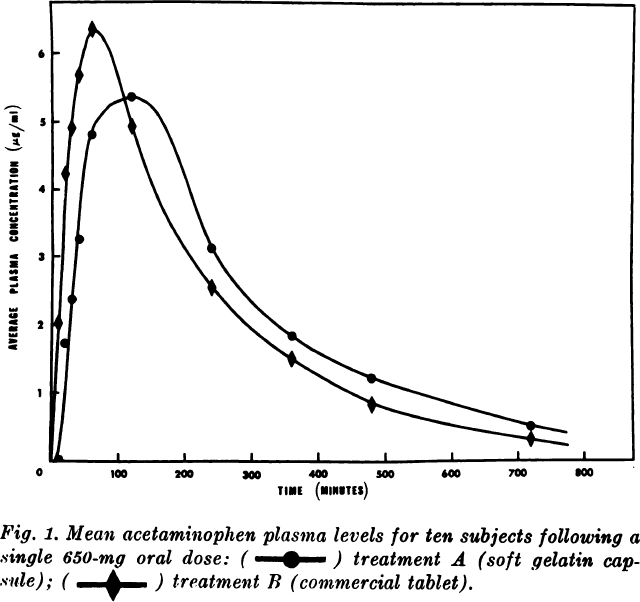 6
5
4
3
2
1
AVERAGE PLASMA CONCENTRATION (μg/ml)
0 100 200 300 400 500 600 700 800
TIME (MINUTES)
Fig. 1. Mean acetaminophen plasma levels for ten subjects following a
single 650-mg oral dose: ( ) treatment A (soft gelatin cap-
sule); ( ) treatment B (commercial tablet).